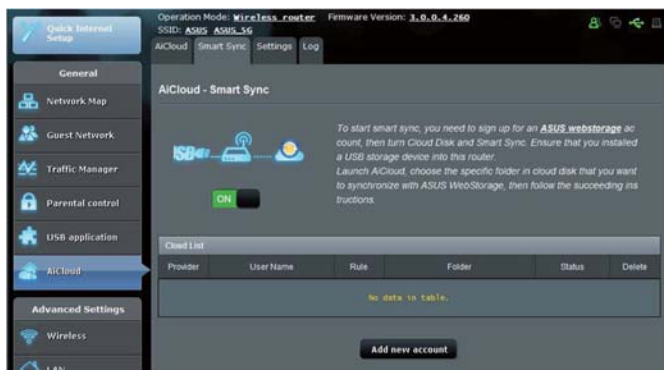 Quick Internet
Setup
Operation Mode: Wireless router Firmware Version: 3.0.0.4.260
SSID: ASUS ASUS_5G
AiCloud Smart Sync Settings Log
General
Network Map
Guest Network
Traffic Manager
Parental control
USB application
AiCloud
Advanced Settings
Wireless
LAN
AiCloud - Smart Sync
USB
ON
To start smart sync, you need to sign up for an ASUS webstorage ac
count, then turn Cloud Disk and Smart Sync. Ensure that you installed
a USB storage device into this router.
Launch AiCloud, choose the specific folder in cloud disk that you want
to synchronize with ASUS WebStorage, then follow the succeeding ins
tructions.
Cloud List
Provider User Name Rule Folder Status Delete
No data in table.
Add new account